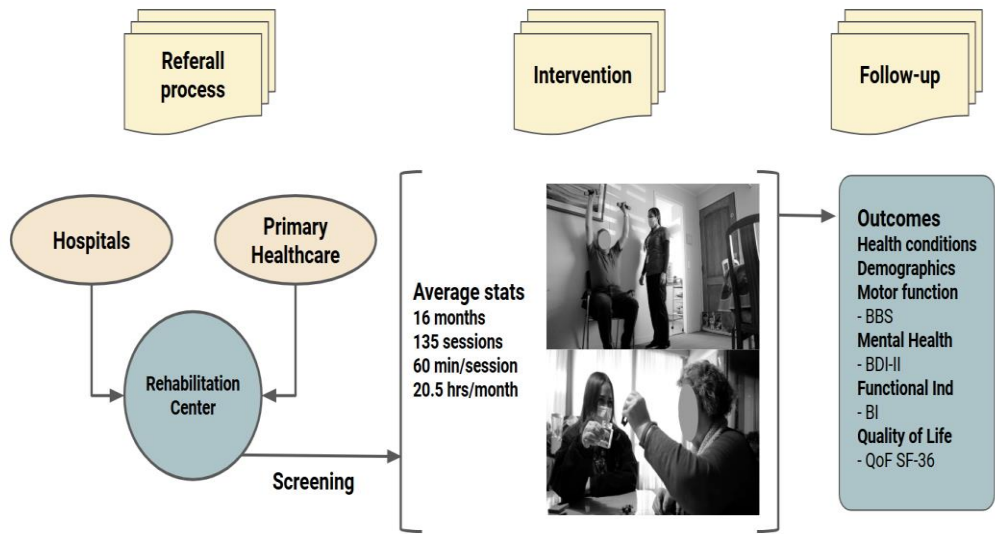 Referall
process
Intervention
Follow-up
Hospitals
Primary
Healthcare
Rehabilitation
Center
Screening
Average stats
16 months
135 sessions
60 min/session
20.5 hrs/month
Outcomes
Health conditions
Demographics
Motor function
- BBS
Mental Health
- BDI-II
Functional Ind
- BI
Quality of Life
- QoF SF-36